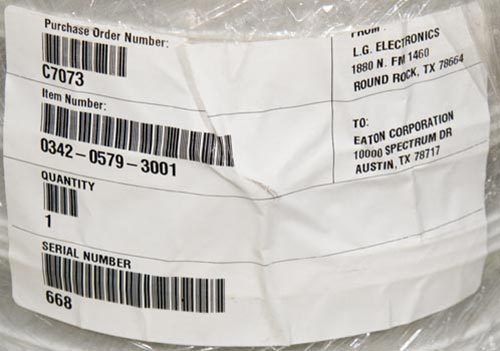 Purchase Order Number:
C7073
Item Number:
0342-0579-3001
QUANTITY
1
SERIAL NUMBER
668
FROM:
L.G. ELECTRONICS
1880 N. FM 1460
ROUND ROCK, TX 78664
TO:
EATON CORPORATION
10000 SPECTRUM DR
AUSTIN, TX 78717